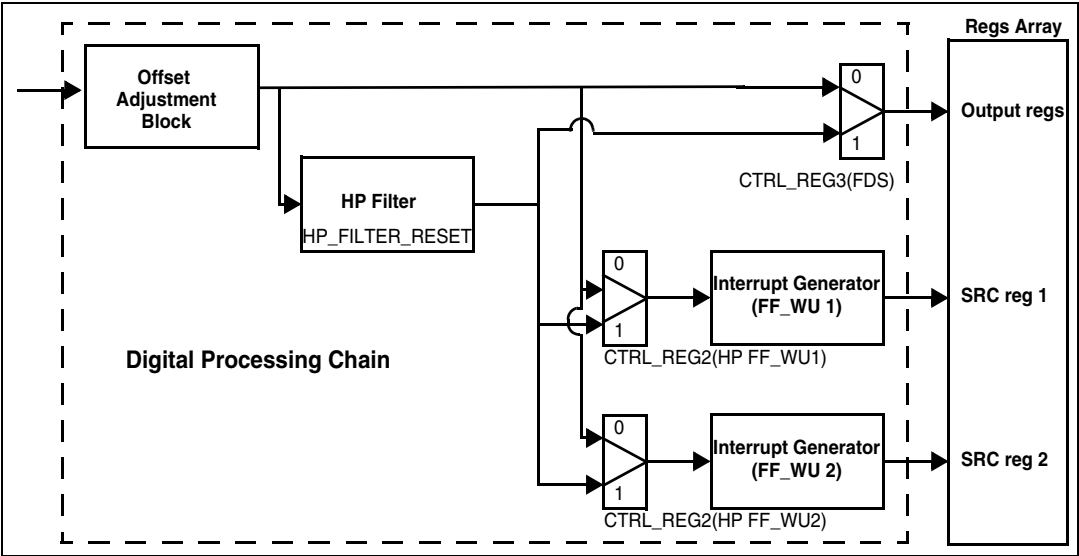 Regs Array
Offset
Adjustment
Block
0
1
Output regs
CTRL_REG3(FDS)
HP Filter
HP_FILTER_RESET
0
1
Interrupt Generator
(FF_WU 1)
SRC reg 1
CTRL_REG2(HP FF_WU1)
Digital Processing Chain
0
1
Interrupt Generator
(FF_WU 2)
SRC reg 2
CTRL_REG2(HP FF_WU2)